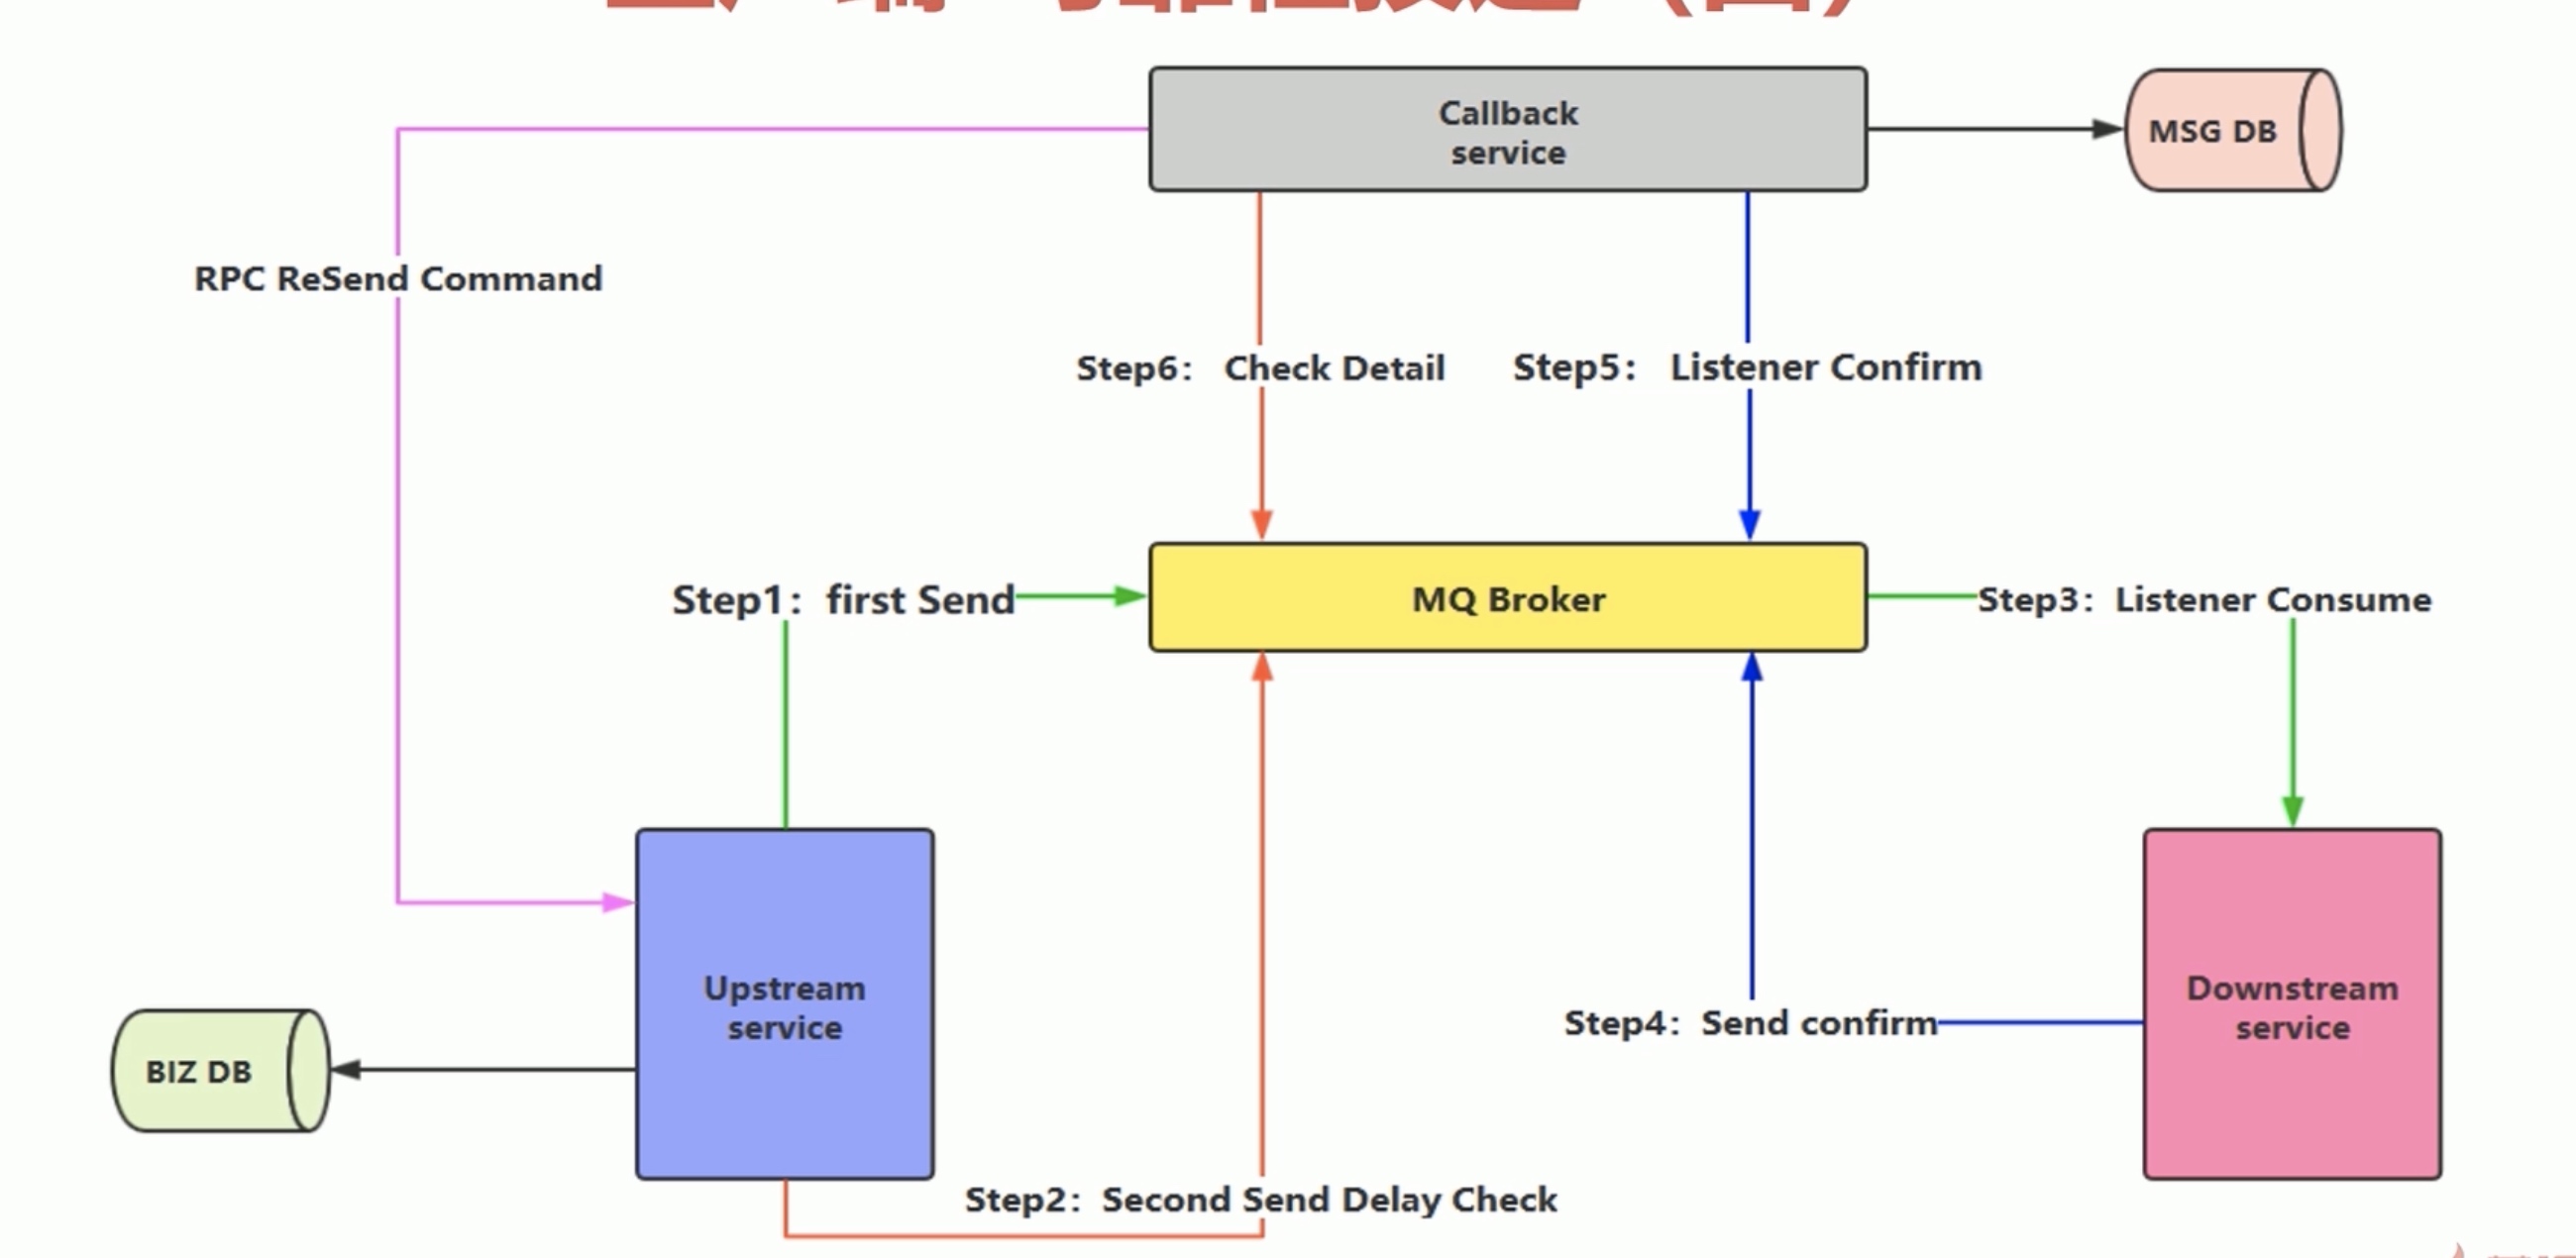 Callback
service
MSG DB
RPC ReSend Command
Step6： Check Detail
Step5： Listener Confirm
Step1：first Send
MQ Broker
Step3：Listener Consume
Upstream
service
Downstream
service
Step4：Send confirm
BIZ DB
Step2：Second Send Delay Check